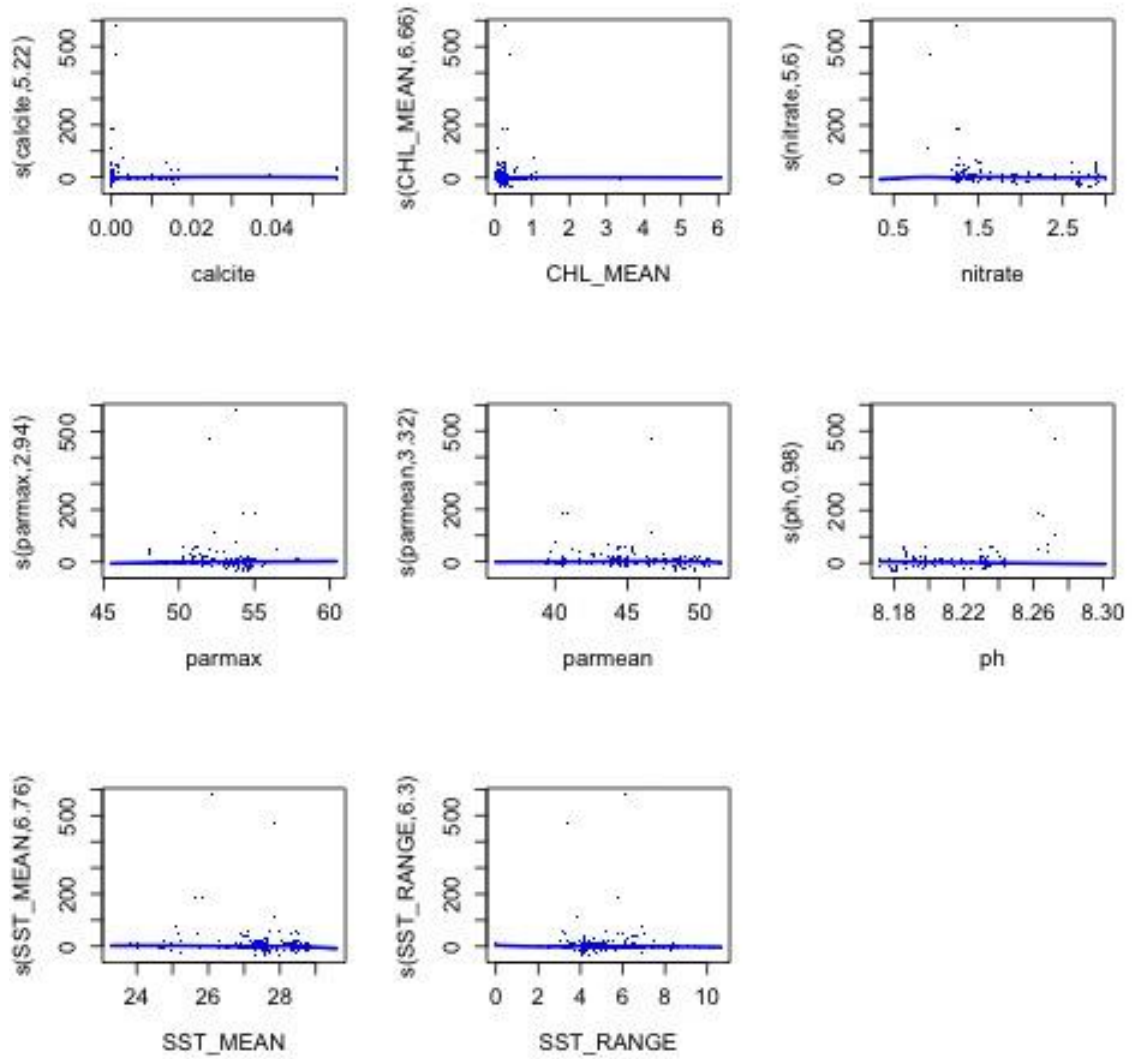 s(calcite,5.22)
500
200
0
0.00 0.02 0.04
calcite
s(CHL_MEAN,6.66)
500
200
0
0 1 2 3 4 5 6
CHL_MEAN
s(nitrate,5.6)
500
200
0
0.5 1.5 2.5
nitrate
s(parmax,2.94)
500
200
0
45 50 55 60
parmax
s(parmean,3.32)
500
200
0
40 45 50
parmean
s(ph,0.98)
500
200
0
8.18 8.22 8.26 8.30
ph
s(SST_MEAN,6.76)
500
200
0
24 26 28
SST_MEAN
s(SST_RANGE,6.3)
500
200
0
0 2 4 6 8 10
SST_RANGE